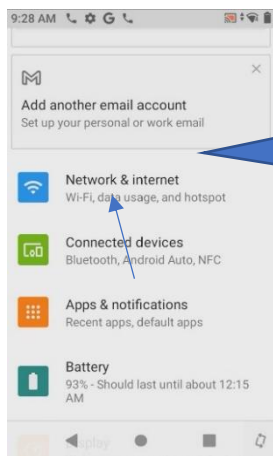 9:28 AM
Add another email account
Set up your personal or work email
Network & internet
Wi-Fi, data usage, and hotspot
Connected devices
Bluetooth, Android Auto, NFC
Apps & notifications
Recent apps, default apps
Battery
93% - Should last until about 12:15
AM
Display